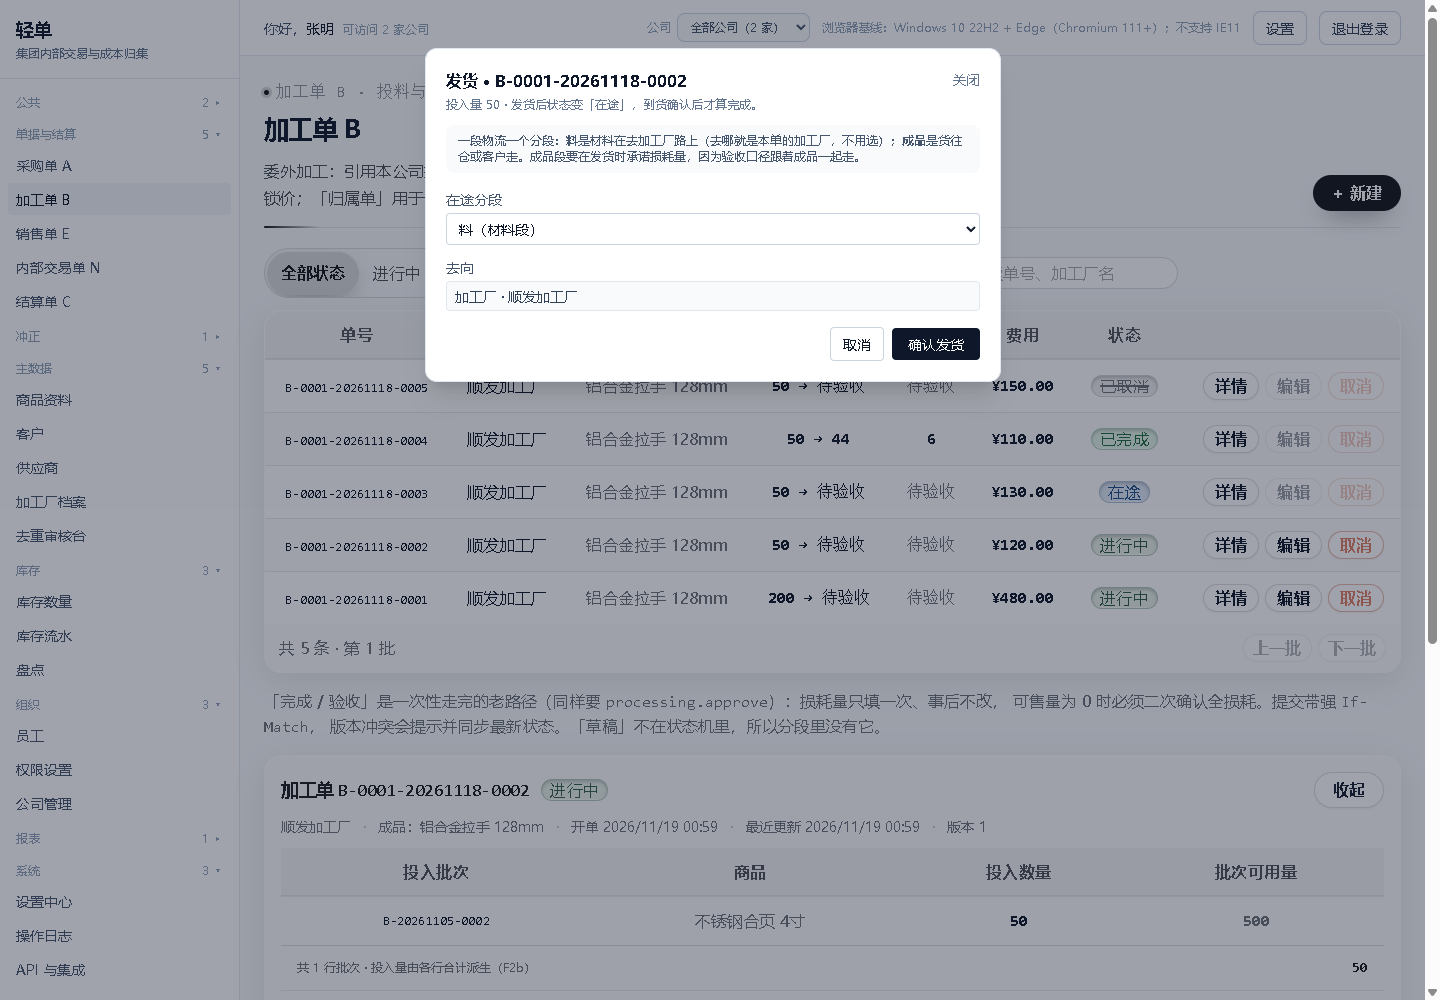 轻单
集团内部交易与成本归集
公共 2
单据与结算 5
采购单 A
加工单 B
销售单 E
内部交易单 N
结算单 C
冲正 1
主数据 5
商品资料
客户
供应商
加工厂档案
去重审核台
库存 3
库存数量
库存流水
盘点
组织 3
员工
权限设置
公司管理
报表 1
系统 3
设置中心
操作日志
API 与集成
你好，张明 可访问 2 家公司
公司 全部公司（2 家） 浏览器基线：Windows 10 22H2 + Edge（Chromium 111+）；不支持 IE11 设置 退出登录
加工单 B · 投料与
加工单 B
委外加工：引用本公司
锁价；「归属单」用于
+ 新建
全部状态 进行中 单号、加工厂名
发货 • B-0001-20261118-0002 关闭
投入量 50 · 发货后状态变「在途」，到货确认后才算完成。
一段物流一个分段：料是材料在去加工厂路上（去哪就是本单的加工厂，不用选）；成品是货往
仓或客户走。成品段要在发货时承诺损耗量，因为验收口径跟着成品一起走。
在途分段
料（材料段）
去向
加工厂 · 顺发加工厂
取消 确认发货
单号 费用 状态
B-0001-20261118-0005 顺发加工厂 铝合金拉手 128mm 50 → 待验收 待验收 ¥150.00 已取消 详情 编辑 取消
B-0001-20261118-0004 顺发加工厂 铝合金拉手 128mm 50 → 44 6 ¥110.00 已完成 详情 编辑 取消
B-0001-20261118-0003 顺发加工厂 铝合金拉手 128mm 50 → 待验收 待验收 ¥130.00 在途 详情 编辑 取消
B-0001-20261118-0002 顺发加工厂 铝合金拉手 128mm 50 → 待验收 待验收 ¥120.00 进行中 详情 编辑 取消
B-0001-20261118-0001 顺发加工厂 铝合金拉手 128mm 200 → 待验收 待验收 ¥480.00 进行中 详情 编辑 取消
共 5 条 · 第 1 批 上一批 下一批
「完成 / 验收」是一次性走完的老路径（同样要 processing.approve）：损耗量只填一次、事后不改， 可售量为 0 时必须二次确认全损耗。提交带强 If-
Match， 版本冲突会提示并同步最新状态。「草稿」不在状态机里，所以分段里没有它。
加工单 B-0001-20261118-0002 进行中 收起
顺发加工厂 · 成品：铝合金拉手 128mm · 开单 2026/11/19 00:59 · 最近更新 2026/11/19 00:59 · 版本 1
投入批次 商品 投入数量 批次可用量
B-20261105-0002 不锈钢合页 4寸 50 500
共 1 行批次 · 投入量由各行合计派生（F2b） 50